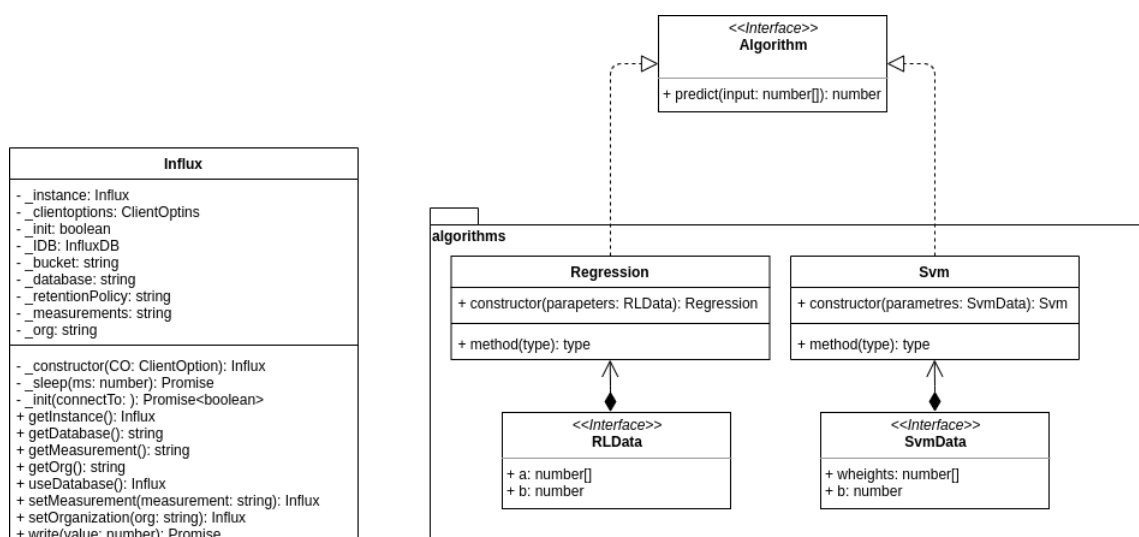 <<Interface>>
Algorithm
+ predict(input: number[]): number
Influx
- _instance: Influx
- _clientoptions: ClientOptins
- _init: boolean
- _IDB: InfluxDB
- _bucket: string
- _database: string
- _retentionPolicy: string
- _measurements: string
- _org: string
- _constructor(CO: ClientOption): Influx
- _sleep(ms: number): Promise
- _init(connectTo: ): Promise<boolean>
+ getInstance(): Influx
+ getDatabase(): string
+ getMeasurement(): string
+ getOrg(): string
+ useDatabase(): Influx
+ setMeasurement(measurement: string): Influx
+ setOrganization(org: string): Influx
+ write(value: number): Promise
algorithms
Regression
+ constructor(parapeters: RLData): Regression
+ method(type): type
Svm
+ constructor(parametres: SvmData): Svm
+ method(type): type
<<Interface>>
RLData
+ a: number[]
+ b: number
<<Interface>>
SvmData
+ wheights: number[]
+ b: number